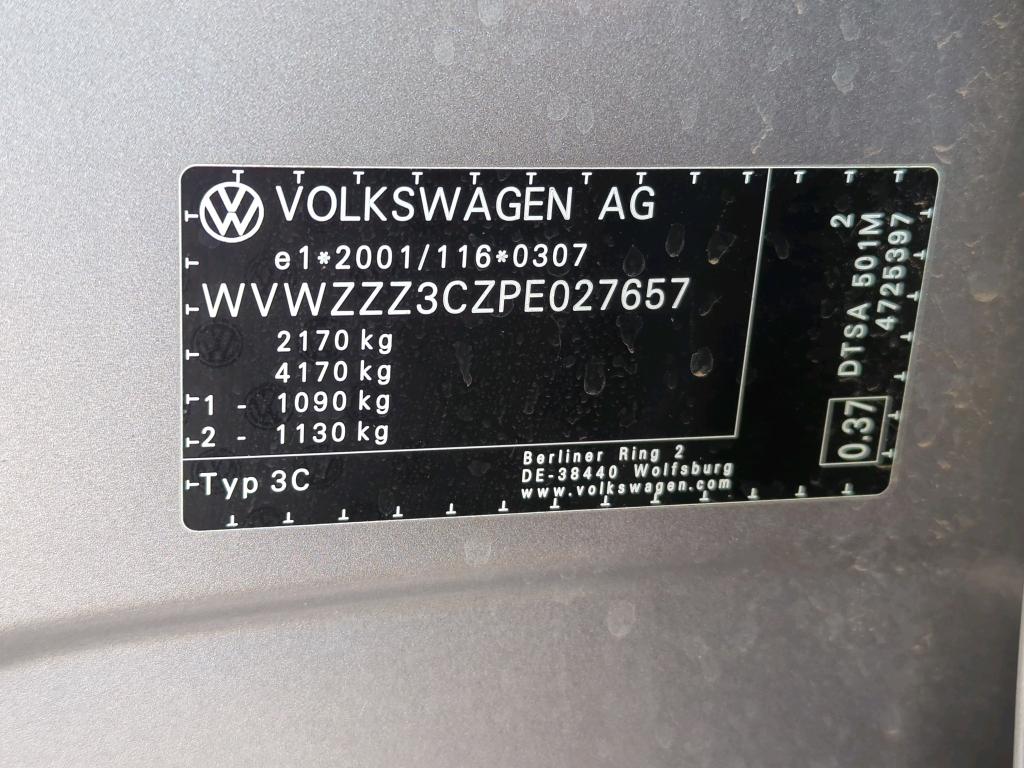 VOLKSWAGEN AG
e1*2001/116*0307
WVWZZZ3CZPE027657
2170 kg
4170 kg
1 - 1090 kg
2 - 1130 kg
Typ 3C
Berliner Ring 2
DE-38440 Wolfsburg
www.volkswagen.com
0.37 DTSA 501M 2
4725397